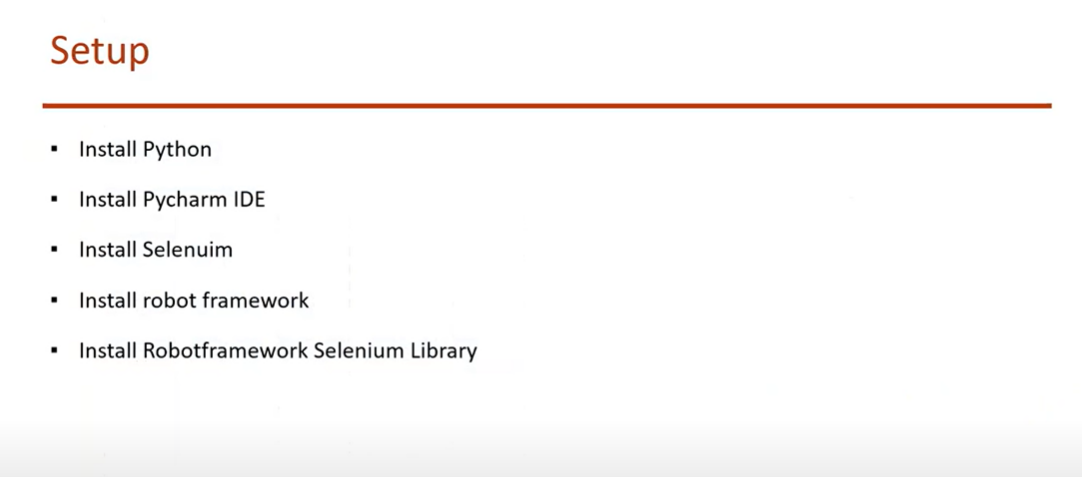 Setup
▪ Install Python
▪ Install Pycharm IDE
▪ Install Selenuim
▪ Install robot framework
▪ Install Robotframework Selenium Library